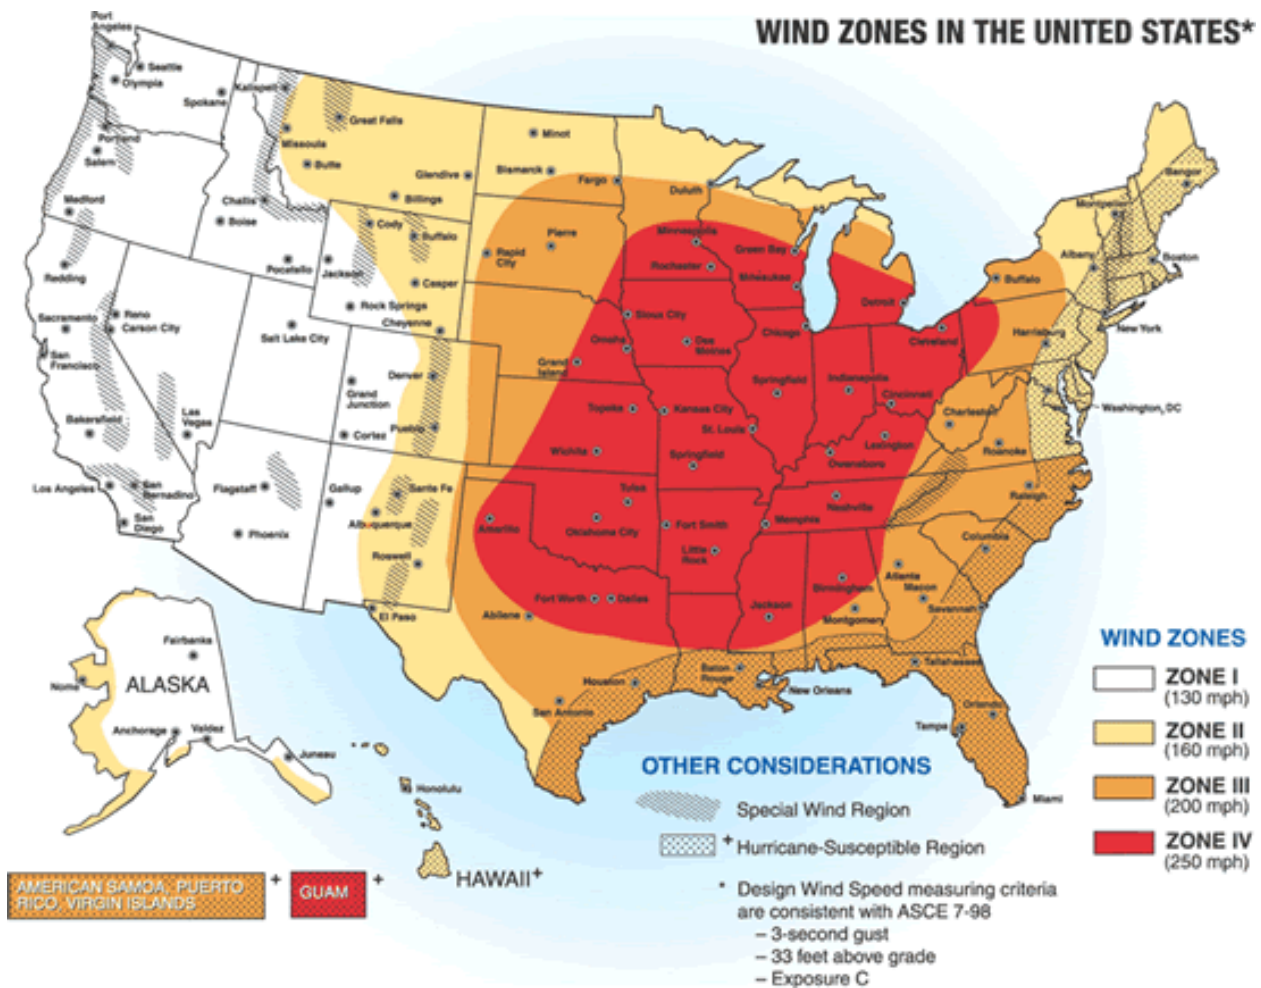 WIND ZONES IN THE UNITED STATES*
Port
Angeles
Seattle
Olympia
Spokane
Kalispell
Great Falls
Missoula
Butte
Glendive
Billings
Minot
Bismarck
Fargo
Duluth
Portland
Salem
Medford
Challis
Boise
Pocatello
Jackson
Cody
Buffalo
Casper
Rock Springs
Cheyenne
Rapid
City
Pierre
Minneapolis
Rochester
Green Bay
Milwaukee
Detroit
Chicago
Buffalo
Albany
Montpelier
Bangor
Boston
New York
Harrisburg
Washington, DC
Redding
Sacramento
Reno
Carson City
San
Francisco
Salt Lake City
Grand
Junction
Denver
Pueblo
Cortez
Sioux City
Des
Moines
Omaha
Grand
Island
Topeka
Kansas City
Wichita
St. Louis
Springfield
Springfield
Indianapolis
Cincinnati
Cleveland
Charleston
Roanoke
Lexington
Owensboro
Raleigh
Bakersfield
Las
Vegas
Los Angeles
San
Bernadino
San
Diego
Flagstaff
Phoenix
Gallup
Sante Fe
Albuquerque
Roswell
El Paso
Amarillo
Tulsa
Oklahoma City
Fort Smith
Little
Rock
Memphis
Nashville
Fort Worth
Dallas
Abilene
Jackson
Birmingham
Montgomery
Atlanta
Macon
Columbia
Savannah
Tallahassee
Houston
San Antonio
Baton
Rouge
New Orleans
Orlando
Tampa
Miami
Fairbanks
Nome
ALASKA
Anchorage
Valdez
Juneau
Honolulu
HAWAII+
AMERICAN SAMOA, PUERTO
RICO, VIRGIN ISLANDS
+
GUAM
+
WIND ZONES
ZONE I
(130 mph)
ZONE II
(160 mph)
ZONE III
(200 mph)
ZONE IV
(250 mph)
OTHER CONSIDERATIONS
Special Wind Region
+ Hurricane-Susceptible Region
* Design Wind Speed measuring criteria
are consistent with ASCE 7-98
– 3-second gust
– 33 feet above grade
– Exposure C